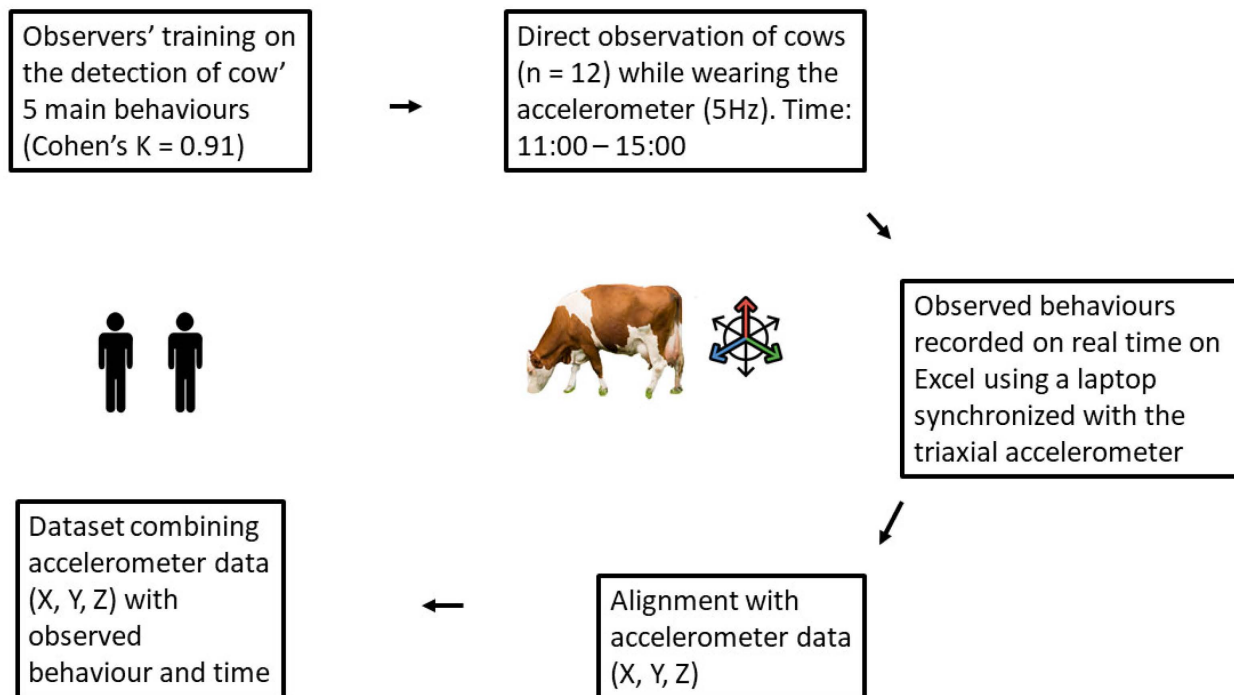 Observers’ training on
the detection of cow’
5 main behaviours
(Cohen’s K = 0.91)
Direct observation of cows
(n = 12) while wearing the
accelerometer (5Hz). Time:
11:00 – 15:00
Observed behaviours
recorded on real time on
Excel using a laptop
synchronized with the
triaxial accelerometer
Alignment with
accelerometer data
(X, Y, Z)
Dataset combining
accelerometer data
(X, Y, Z) with
observed
behaviour and time